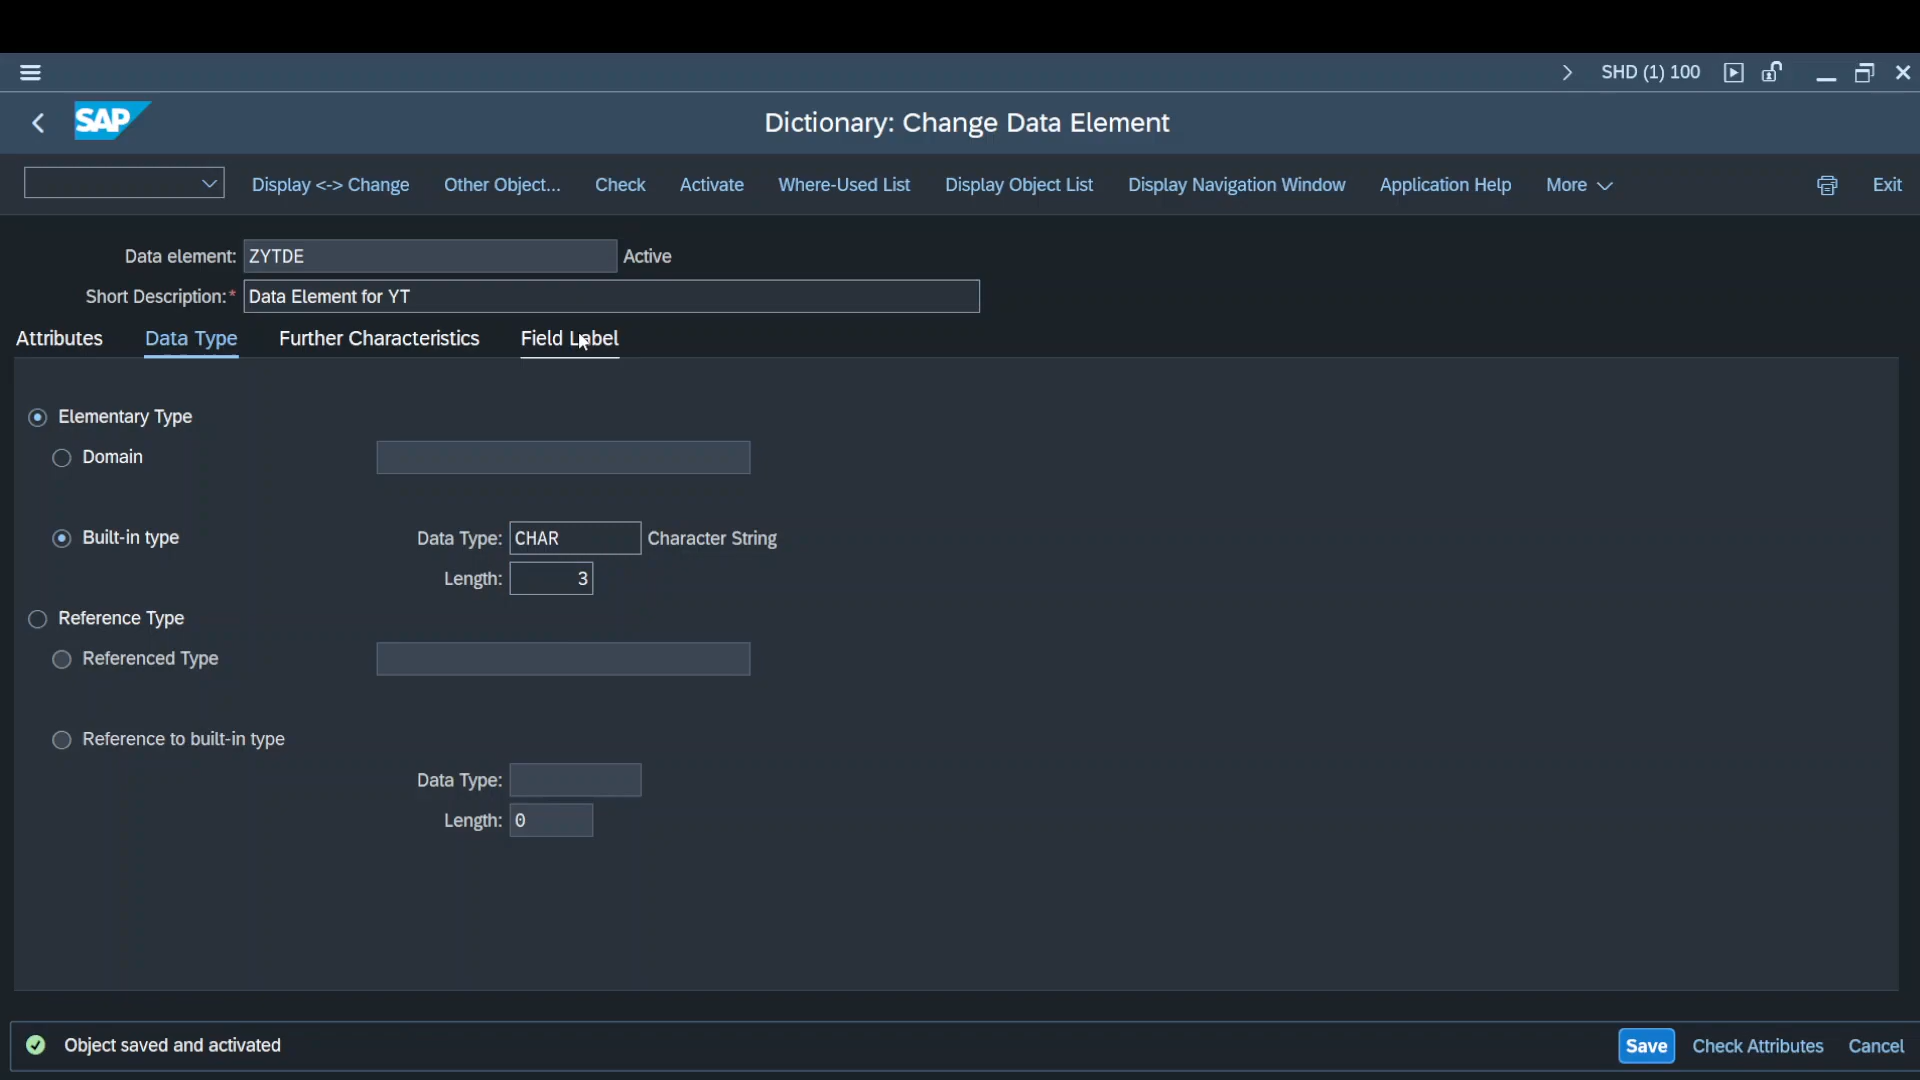 SHD (1) 100
SAP
Dictionary: Change Data Element
Display <-> Change Other Object... Check Activate Where-Used List Display Object List Display Navigation Window Application Help More Exit
Data element: ZYTDE Active
Short Description:* Data Element for YT
Attributes Data Type Further Characteristics Field Label
Elementary Type
Domain
Built-in type Data Type: CHAR Character String
Length: 3
Reference Type
Referenced Type
Reference to built-in type
Data Type:
Length: 0
Object saved and activated Save Check Attributes Cancel